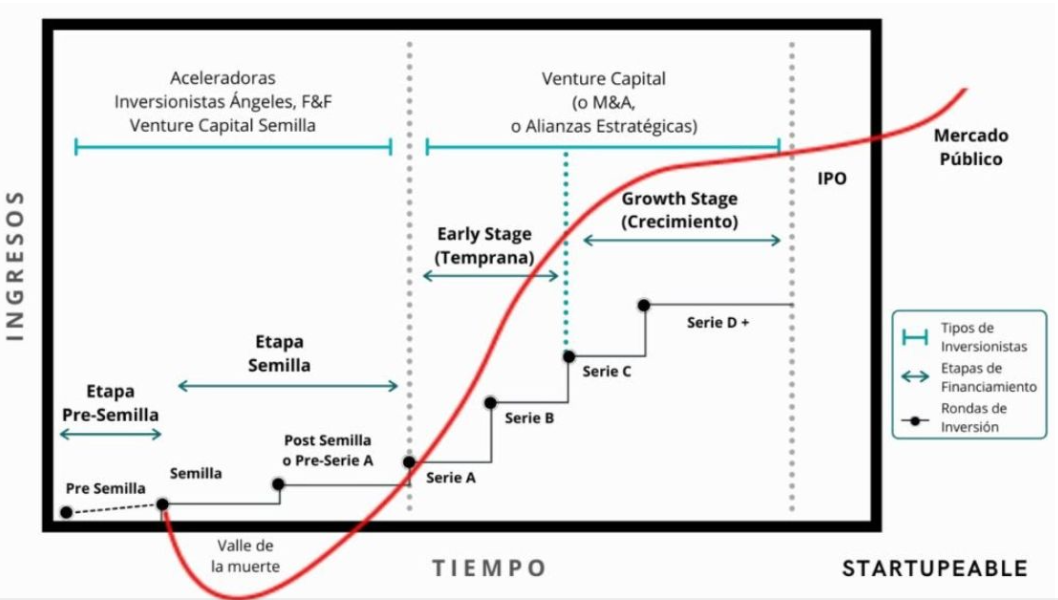 Aceleradoras
Inversionistas Ángeles, F&F
Venture Capital Semilla
Venture Capital
(o M&A,
o Alianzas Estratégicas)
Mercado
Público
IPO
Growth Stage
(Crecimiento)
Early Stage
(Temprana)
INGRESOS
Serie D +
Etapa
Semilla
Serie C
Etapa
Pre-Semilla
Serie B
Post Semilla
o Pre-Serie A
Semilla
Serie A
Pre Semilla
Tipos de
Inversionistas
Etapas de
Financiamiento
Rondas de
Inversión
Valle de
la muerte
TIEMPO
STARTUPEABLE